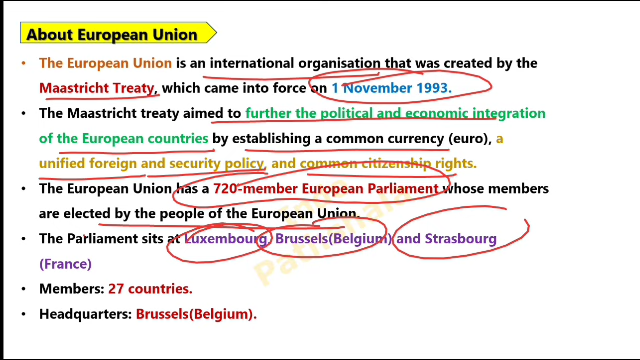 About European Union
• The European Union is an international organisation that was created by the
Maastricht Treaty, which came into force on 1 November 1993.
• The Maastricht treaty aimed to further the political and economic integration
of the European countries by establishing a common currency (euro), a
unified foreign and security policy, and common citizenship rights.
• The European Union has a 720-member European Parliament whose members
are elected by the people of the European Union.
• The Parliament sits at Luxembourg, Brussels(Belgium) and Strasbourg
(France)
• Members: 27 countries.
• Headquarters: Brussels(Belgium).